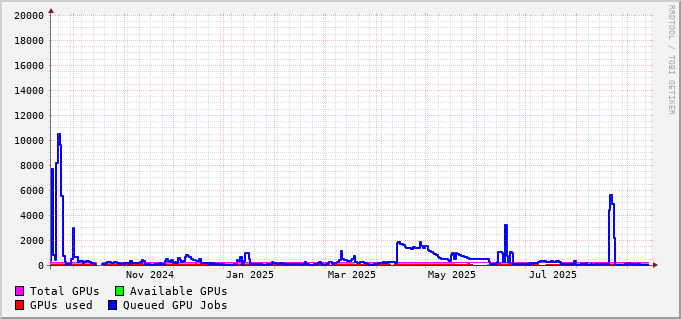 20000
18000
16000
14000
12000
10000
8000
6000
4000
2000
0
Nov 2024 Jan 2025 Mar 2025 May 2025 Jul 2025
Total GPUs Available GPUs
GPUs used Queued GPU Jobs
RRDTOOL / TOBI OETIKER